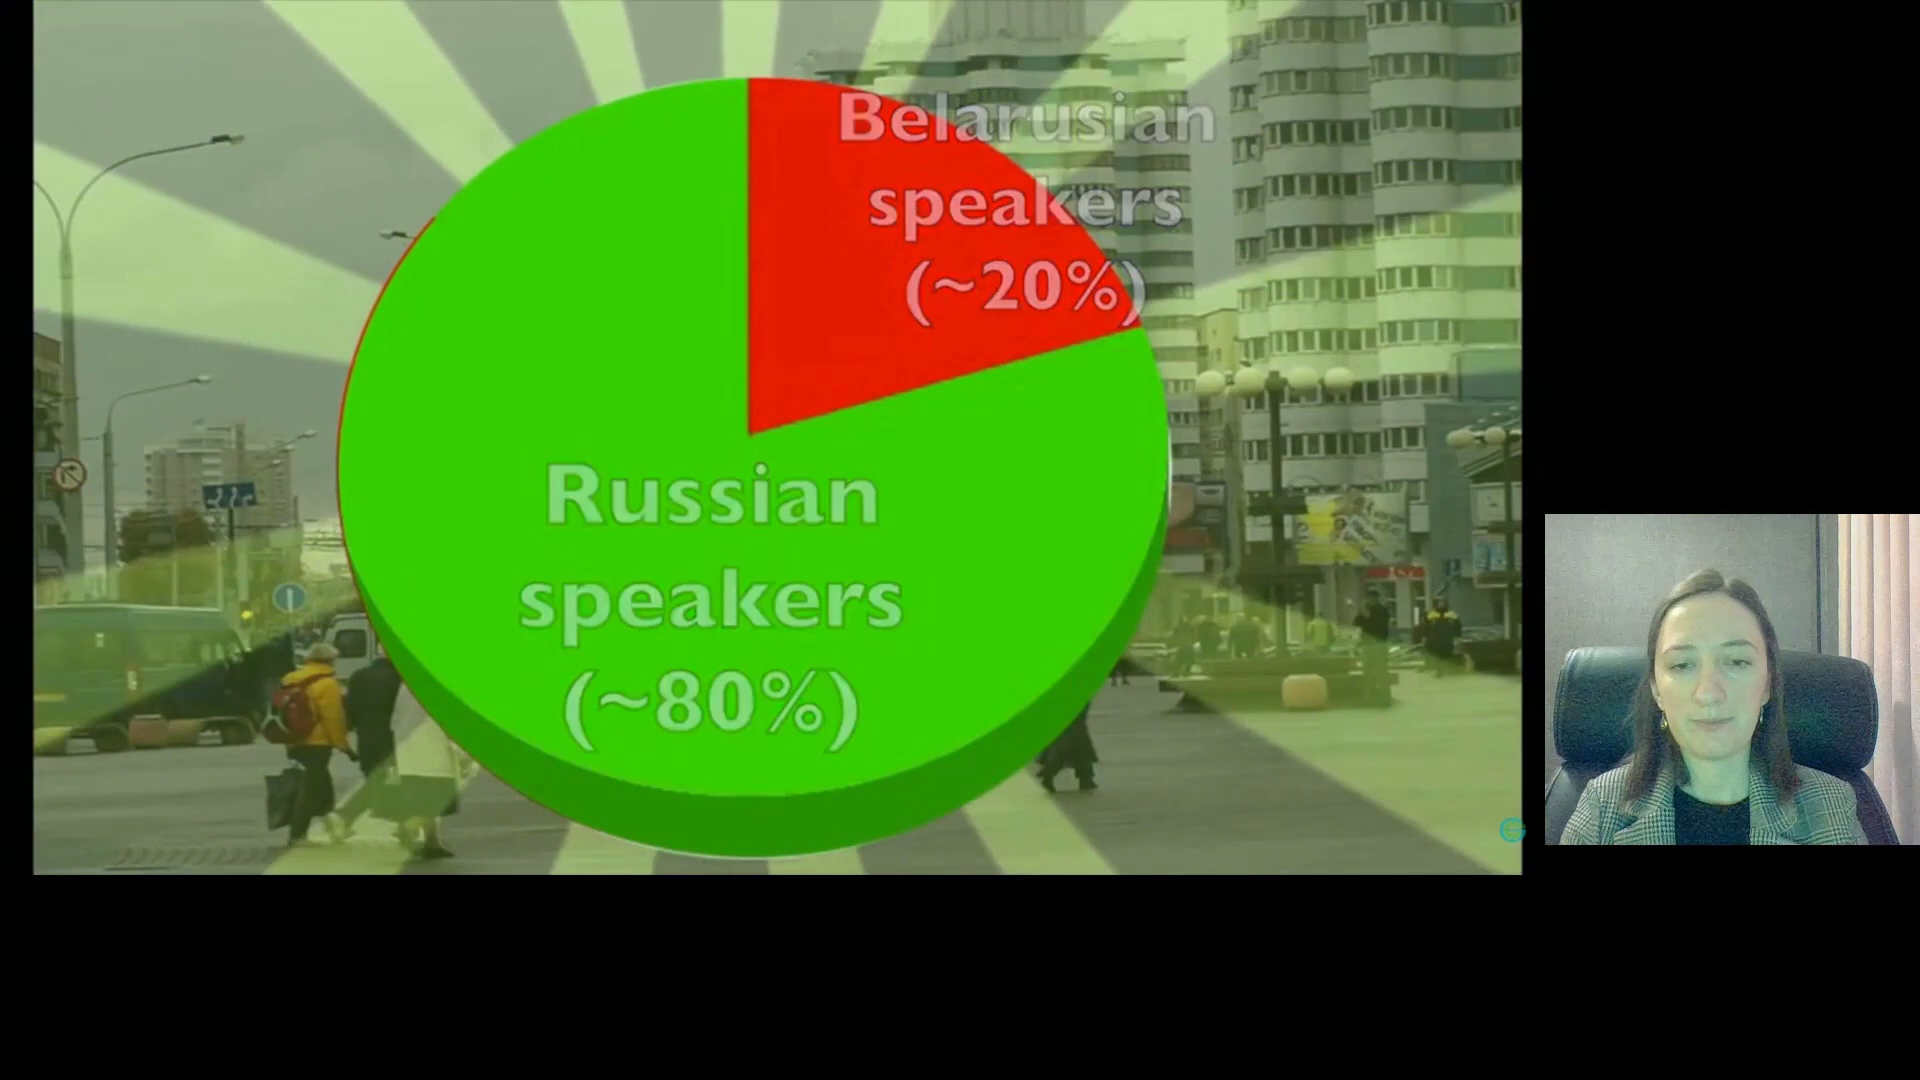 Belarusian
speakers
(~20%)
Russian
speakers
(~80%)